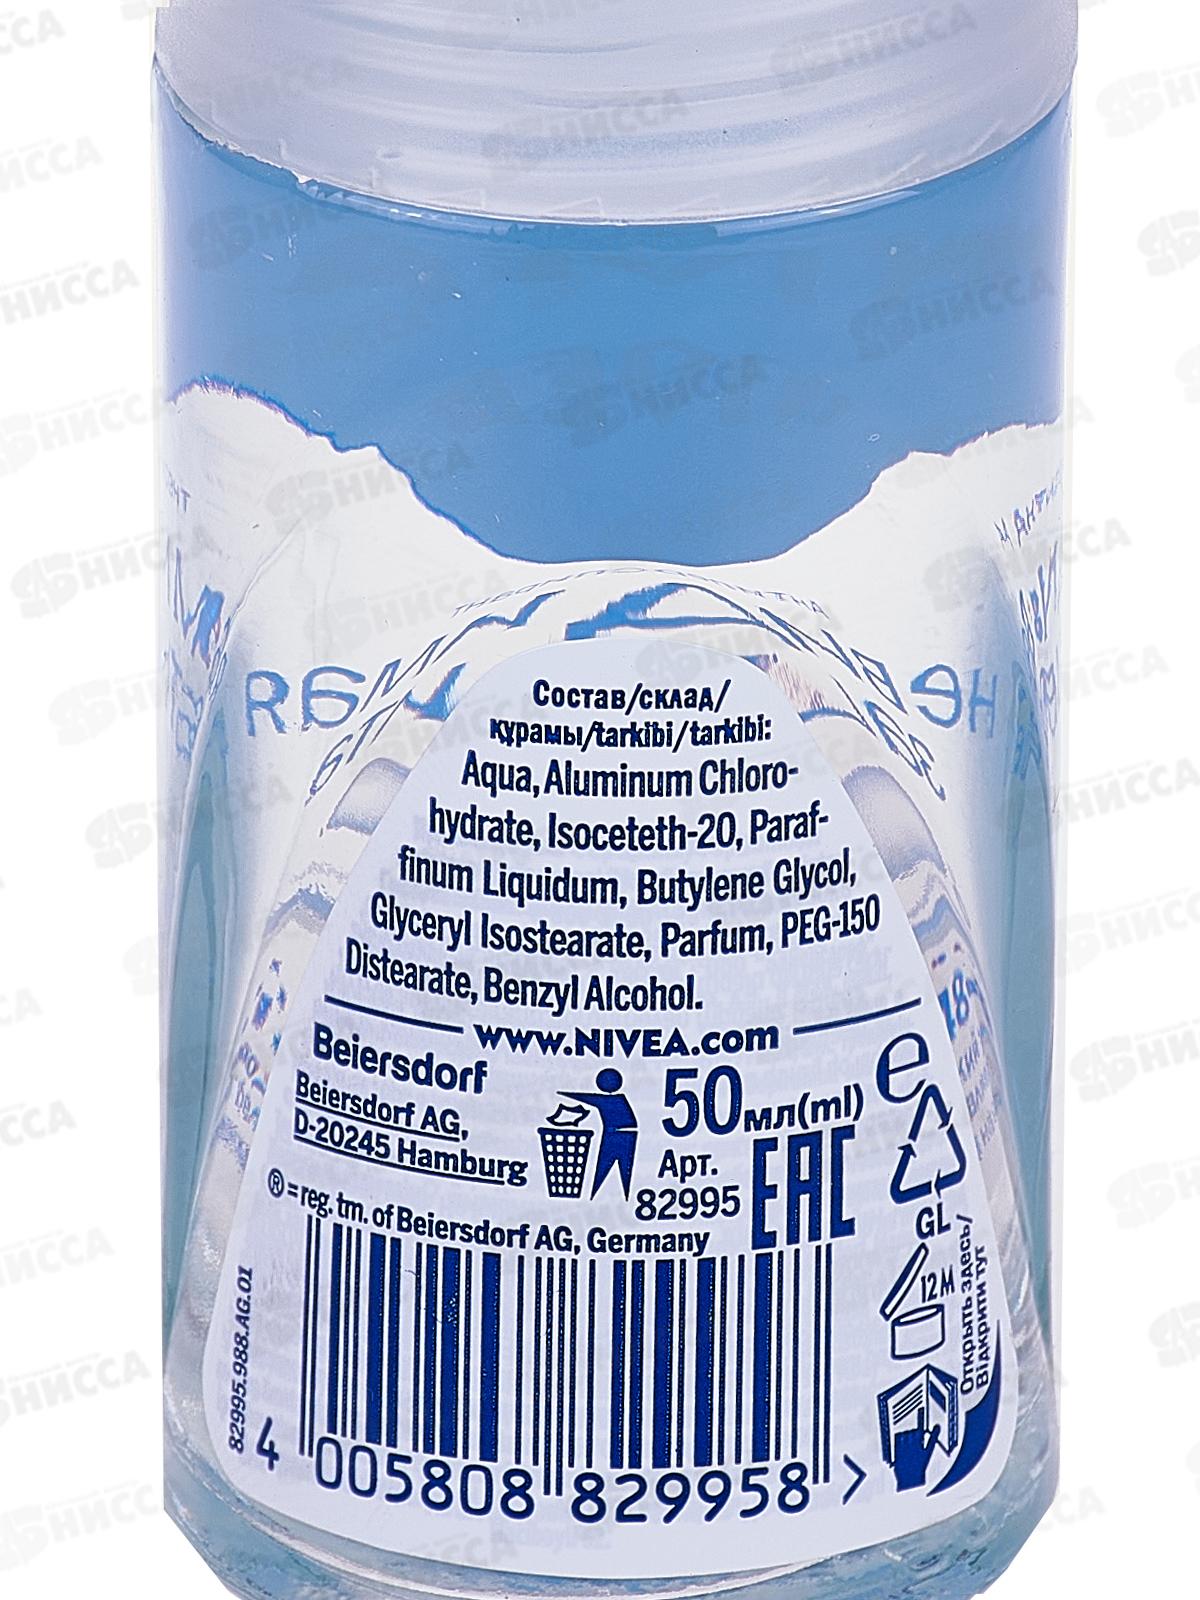 Состав/склад/
құрамы/tarkibi/tarkibi:
Aqua, Aluminum Chloro-
hydrate, Isoceteth-20, Paraf-
finum Liquidum, Butylene Glycol,
Glyceryl Isostearate, Parfum, PEG-150
Distearate, Benzyl Alcohol.
www.NIVEA.com
Beiersdorf
Beiersdorf AG,
D-20245 Hamburg
50мл(ml) e
Арт.
82995
EAC
GL
® = reg. tm. of Beiersdorf AG, Germany
12M
Открыть здесь/
Відкрити тут
82995.988.AG.01
4 005808 829958 >
НИССА